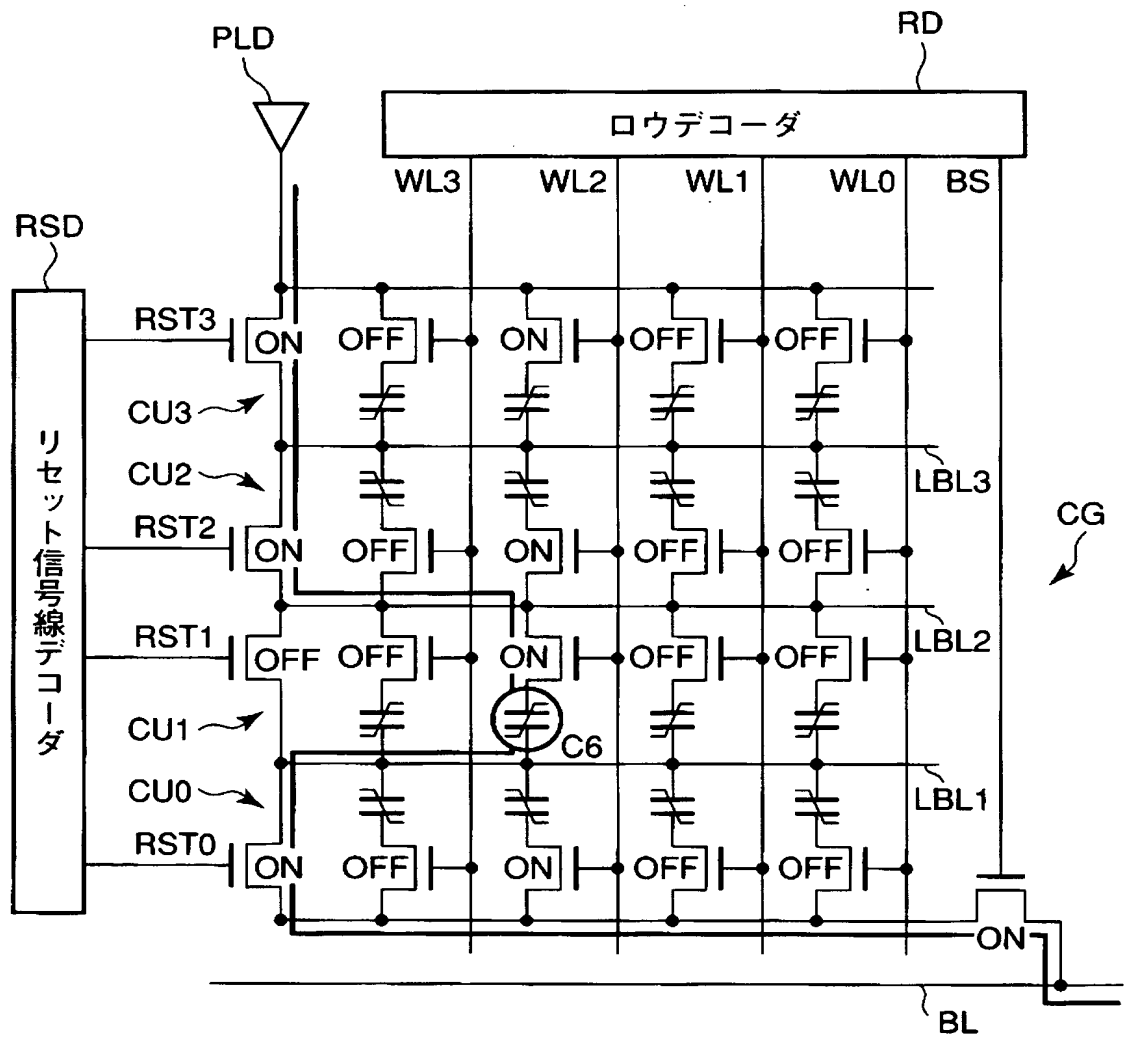 PLD
RD
ロウデコーダ
WL3 WL2 WL1 WL0 BS
RSD
RST3 ON OFF ON OFF OFF
CU3
CU2
LBL3
CG
RST2 ON OFF ON OFF OFF
LBL2
RST1 OFF OFF ON OFF OFF
リセット信号線デコーダ
CU1
C6
CU0
LBL1
RST0 ON OFF ON OFF OFF
ON
BL